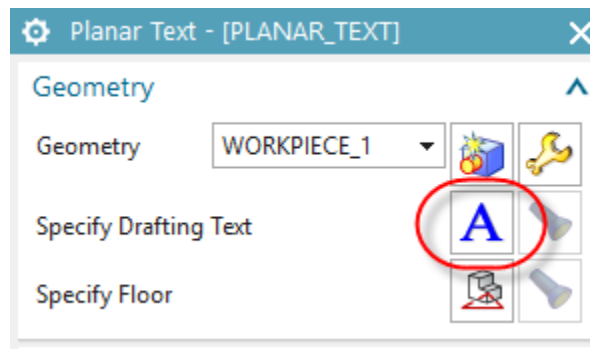 Planar Text - [PLANAR_TEXT]
Geometry
Geometry WORKPIECE_1
Specify Drafting Text A
Specify Floor